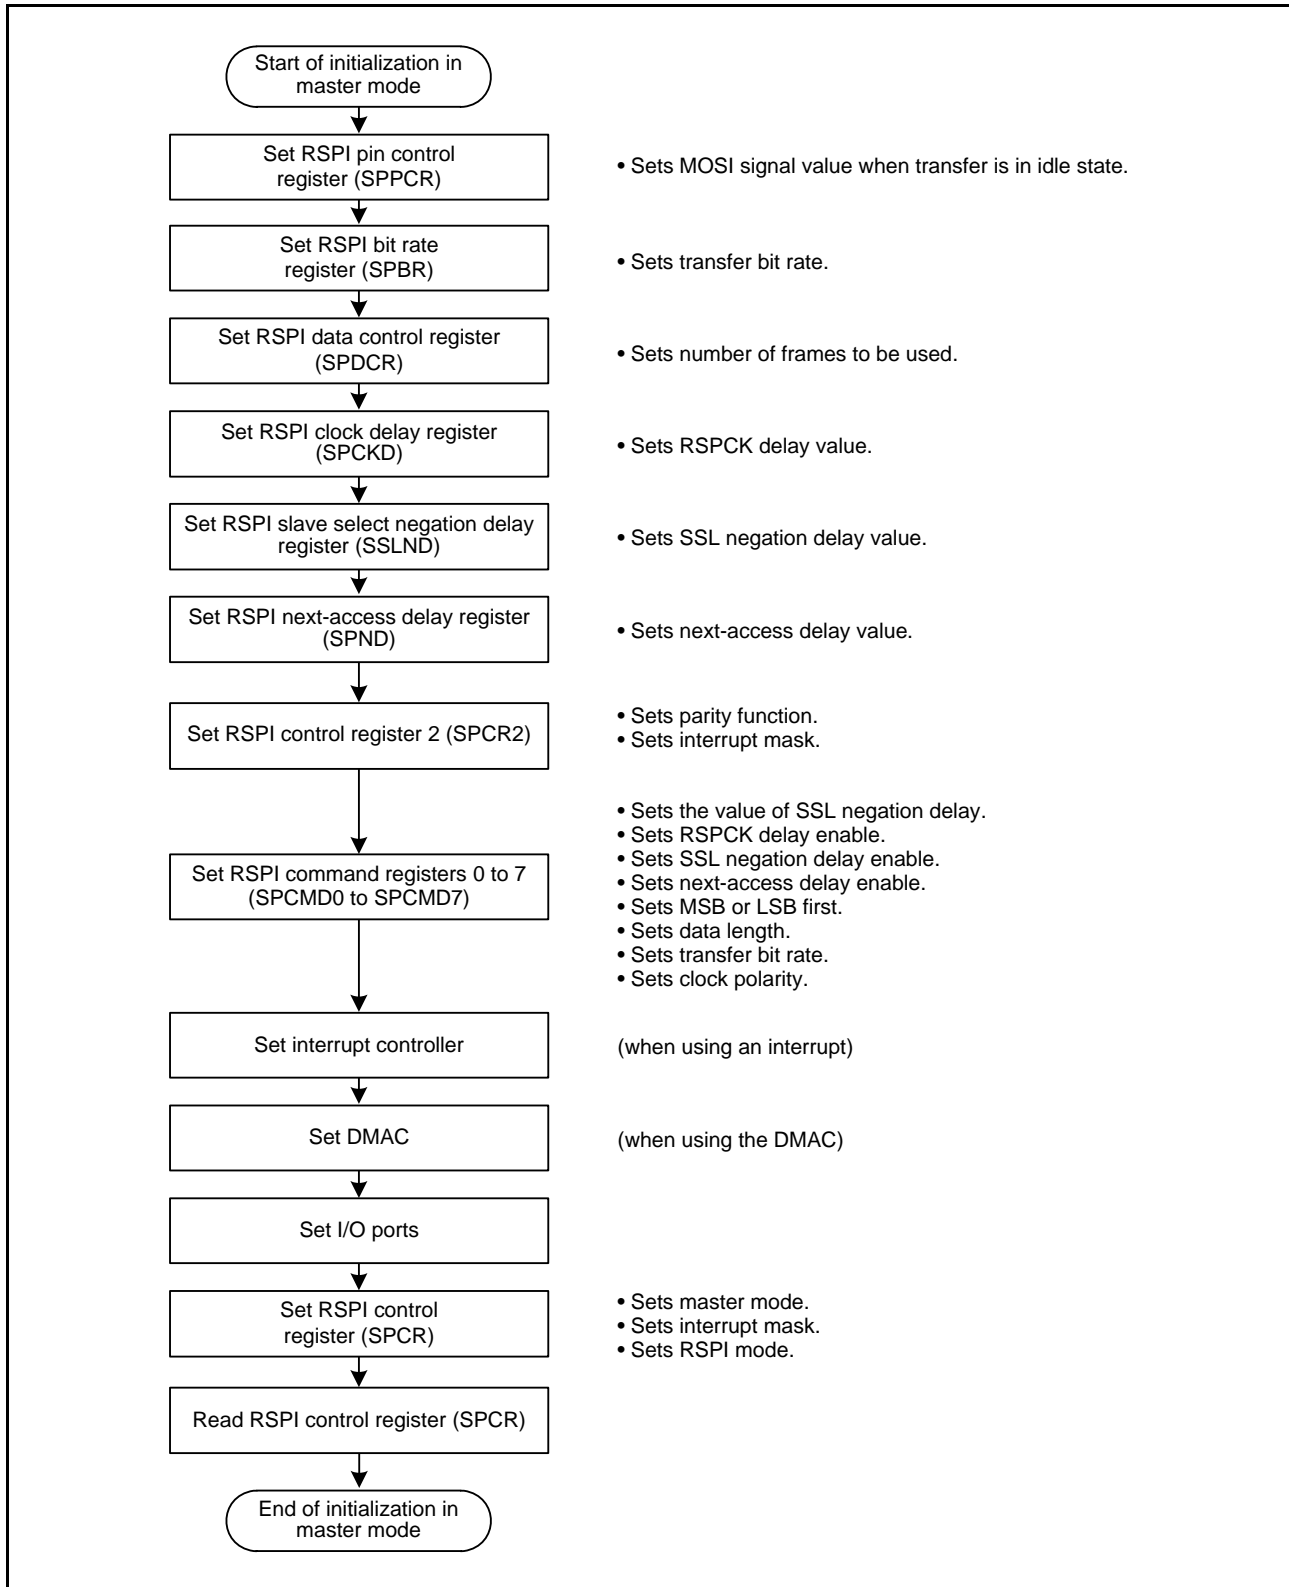 Start of initialization in
master mode
Set RSPI pin control
register (SPPCR)
• Sets MOSI signal value when transfer is in idle state.
Set RSPI bit rate
register (SPBR)
• Sets transfer bit rate.
Set RSPI data control register
(SPDCR)
• Sets number of frames to be used.
Set RSPI clock delay register
(SPCKD)
• Sets RSPCK delay value.
Set RSPI slave select negation delay
register (SSLND)
• Sets SSL negation delay value.
Set RSPI next-access delay register
(SPND)
• Sets next-access delay value.
Set RSPI control register 2 (SPCR2)
• Sets parity function.
• Sets interrupt mask.
Set RSPI command registers 0 to 7
(SPCMD0 to SPCMD7)
• Sets the value of SSL negation delay.
• Sets RSPCK delay enable.
• Sets SSL negation delay enable.
• Sets next-access delay enable.
• Sets MSB or LSB first.
• Sets data length.
• Sets transfer bit rate.
• Sets clock polarity.
Set interrupt controller
(when using an interrupt)
Set DMAC
(when using the DMAC)
Set I/O ports
Set RSPI control
register (SPCR)
• Sets master mode.
• Sets interrupt mask.
• Sets RSPI mode.
Read RSPI control register (SPCR)
End of initialization in
master mode